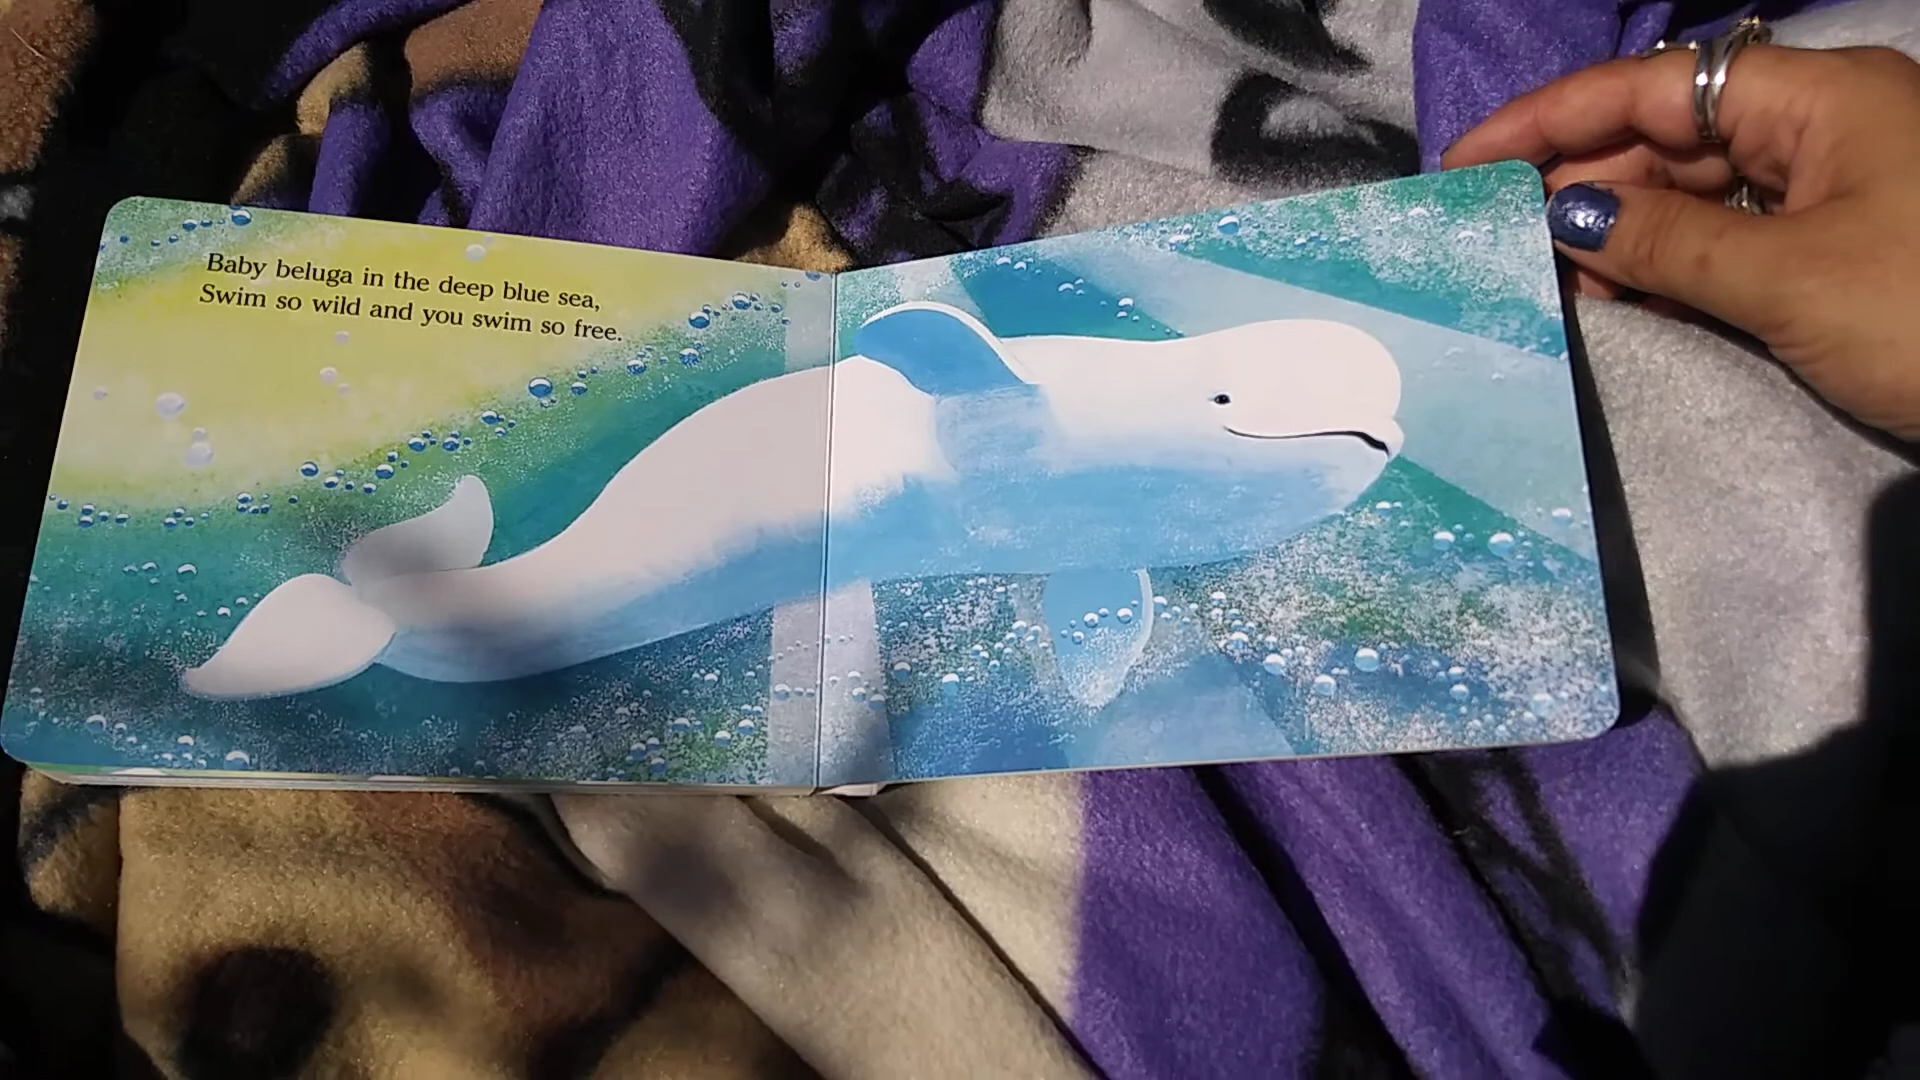 Baby beluga in the deep blue sea,
Swim so wild and you swim so free.